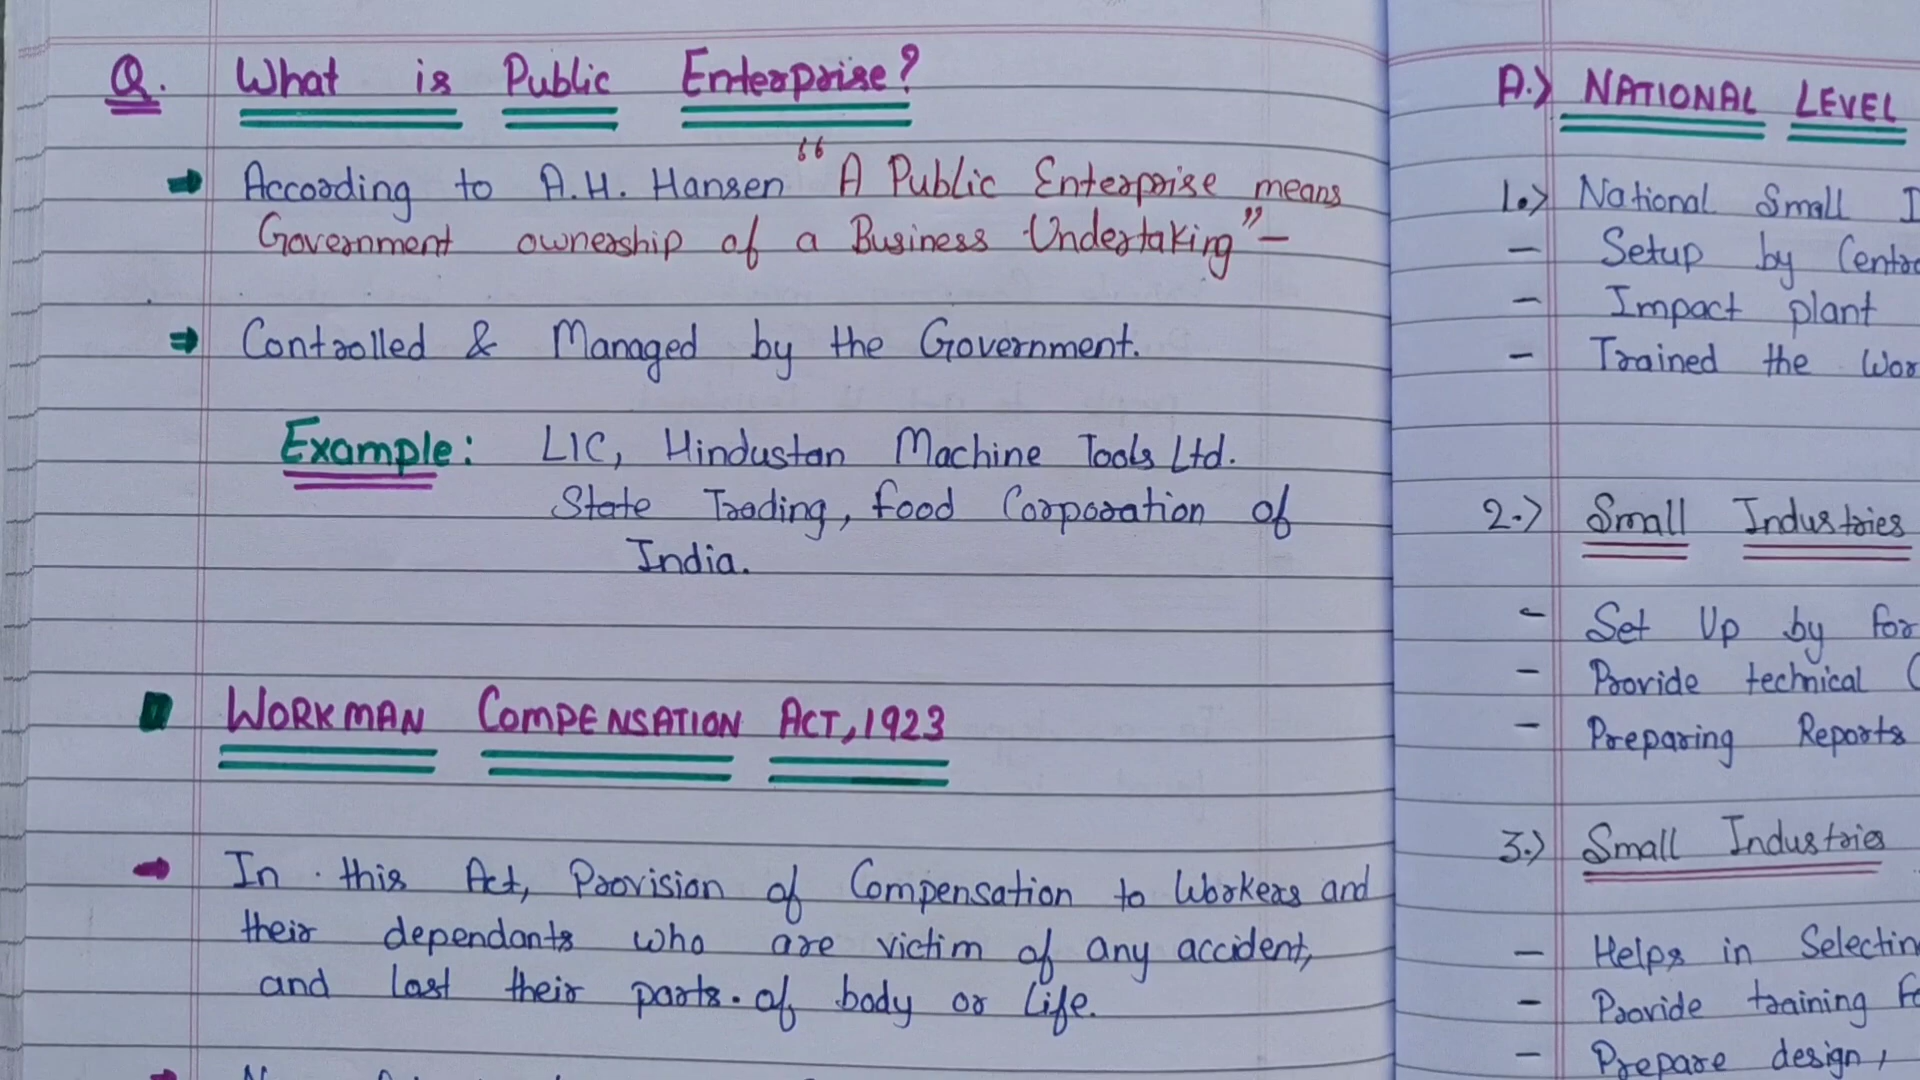 Q. What is Public Enterprise?
According to A.H. Hansen “A Public Enterprise means
Government ownership of a Business Undertaking”-
Controlled & Managed by the Government.
Example: LIC, Hindustan Machine Tools Ltd.
State Trading, Food Corporation of
India.
WORKMAN COMPENSATION ACT, 1923
In this Act, Provision of Compensation to Workers and
their dependants who are victim of any accident,
and lost their parts of body or life.
A.) NATIONAL LEVEL
1.) National Small
- Setup by
- Impact plant
- Trained the
2.) Small Industries
- Set Up by
- Provide technical
- Preparing Reports
3.) Small Industries
- Helps in
- Provide training
- Prepare design,